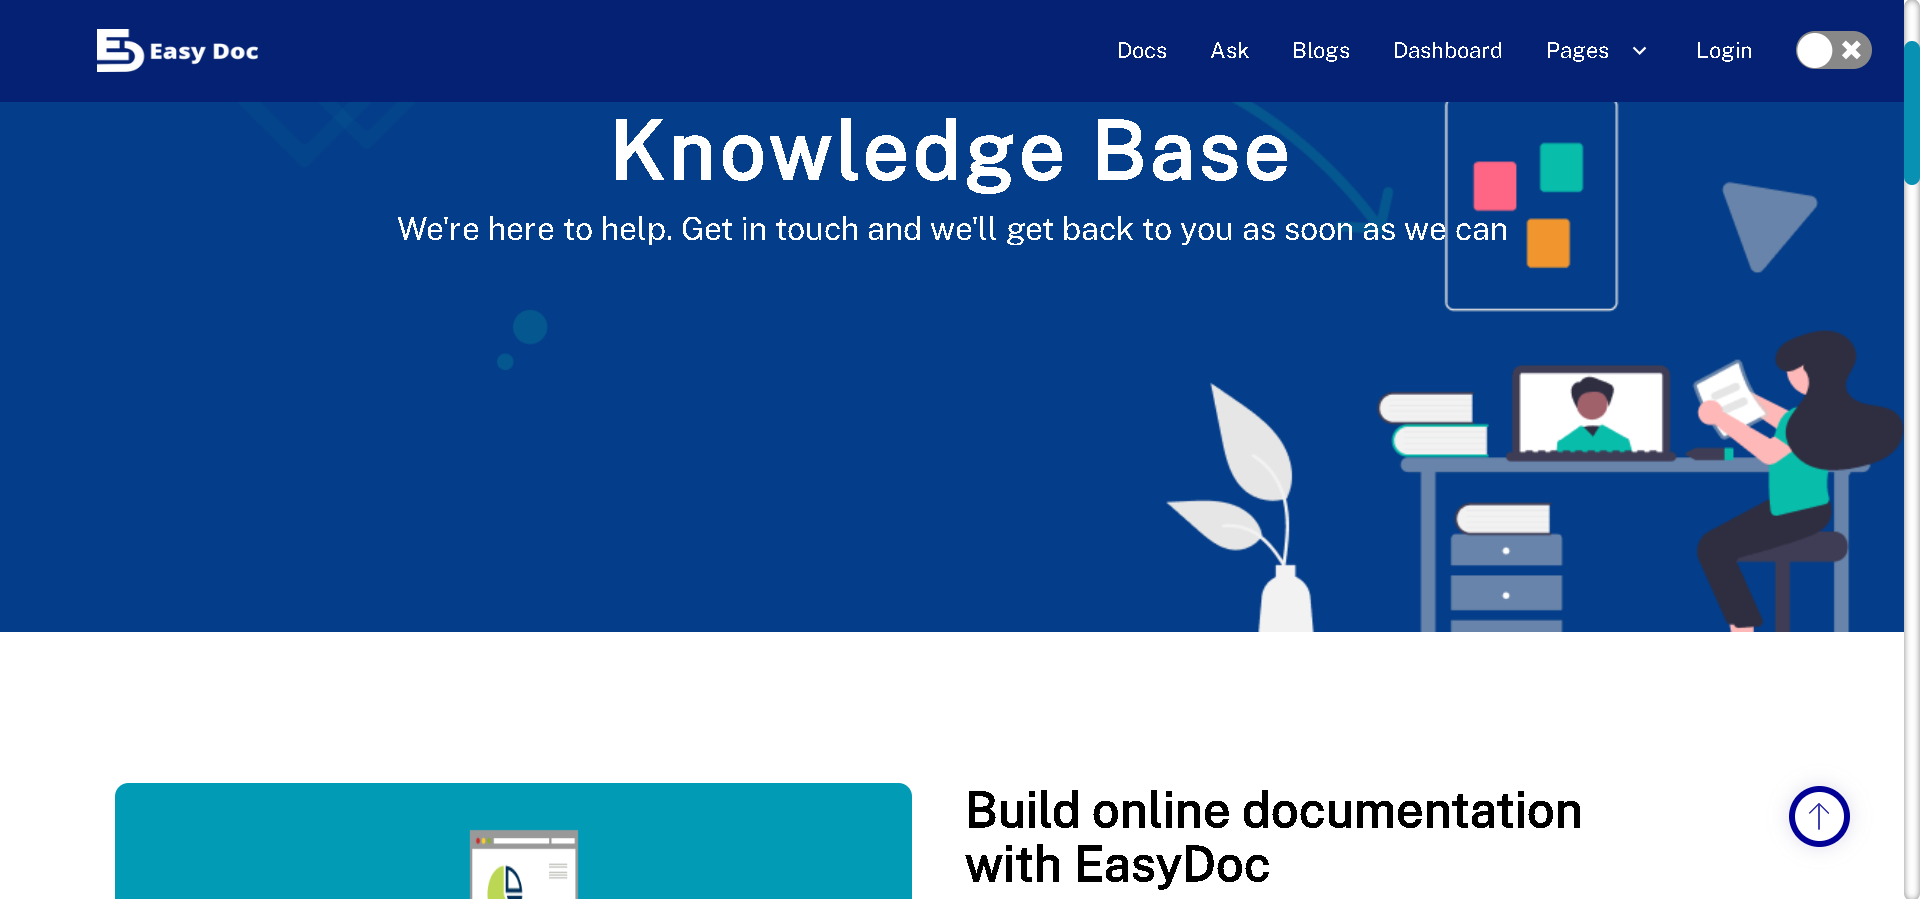 Easy Doc
Docs Ask Blogs Dashboard Pages Login
Knowledge Base
We're here to help. Get in touch and we'll get back to you as soon as we can
Build online documentation
with EasyDoc